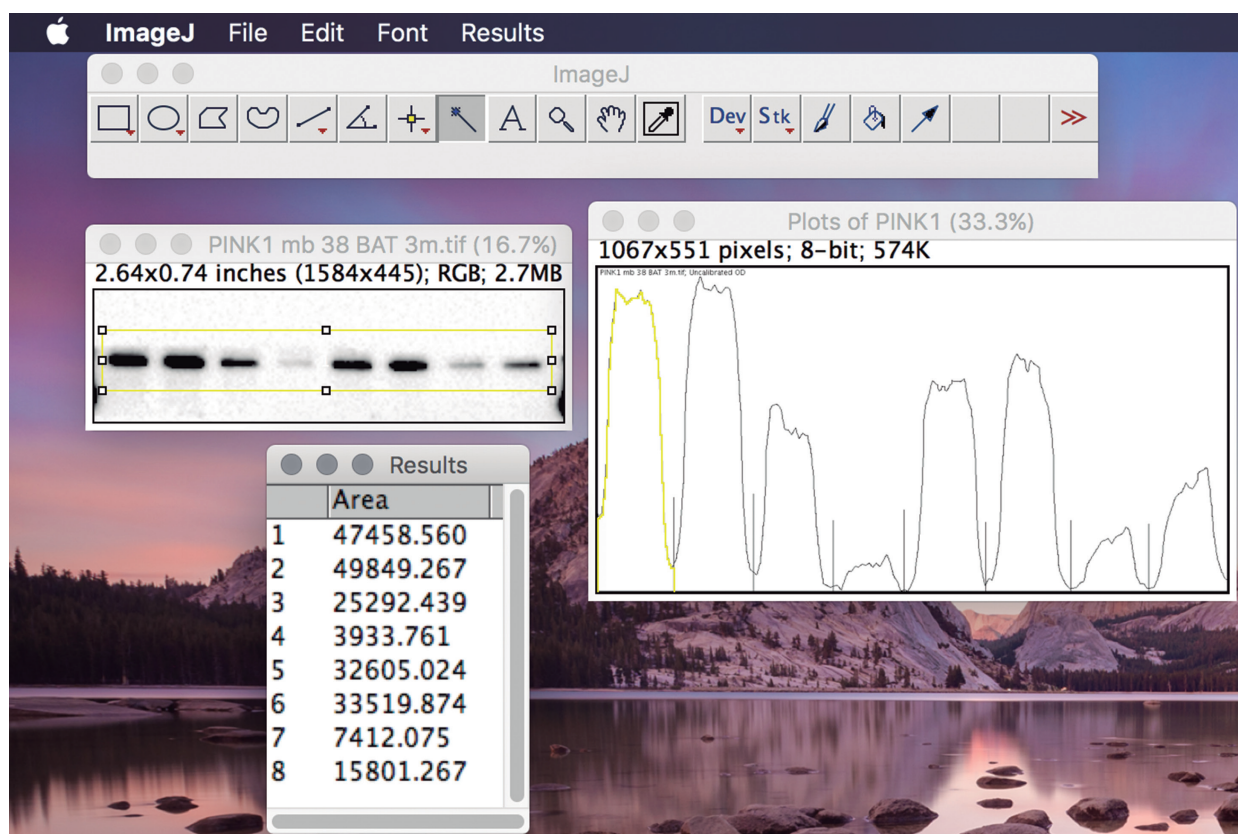 ImageJ File Edit Font Results
ImageJ
A Dev Stk >>
PINK1 mb 38 BAT 3m.tif (16.7%)
2.64x0.74 inches (1584x445); RGB; 2.7MB
Plots of PINK1 (33.3%)
1067x551 pixels; 8-bit; 574K
PINK1 mb 38 BAT 3m.tif; Uncalibrated OD
Results
Area
1 47458.560
2 49849.267
3 25292.439
4 3933.761
5 32605.024
6 33519.874
7 7412.075
8 15801.267